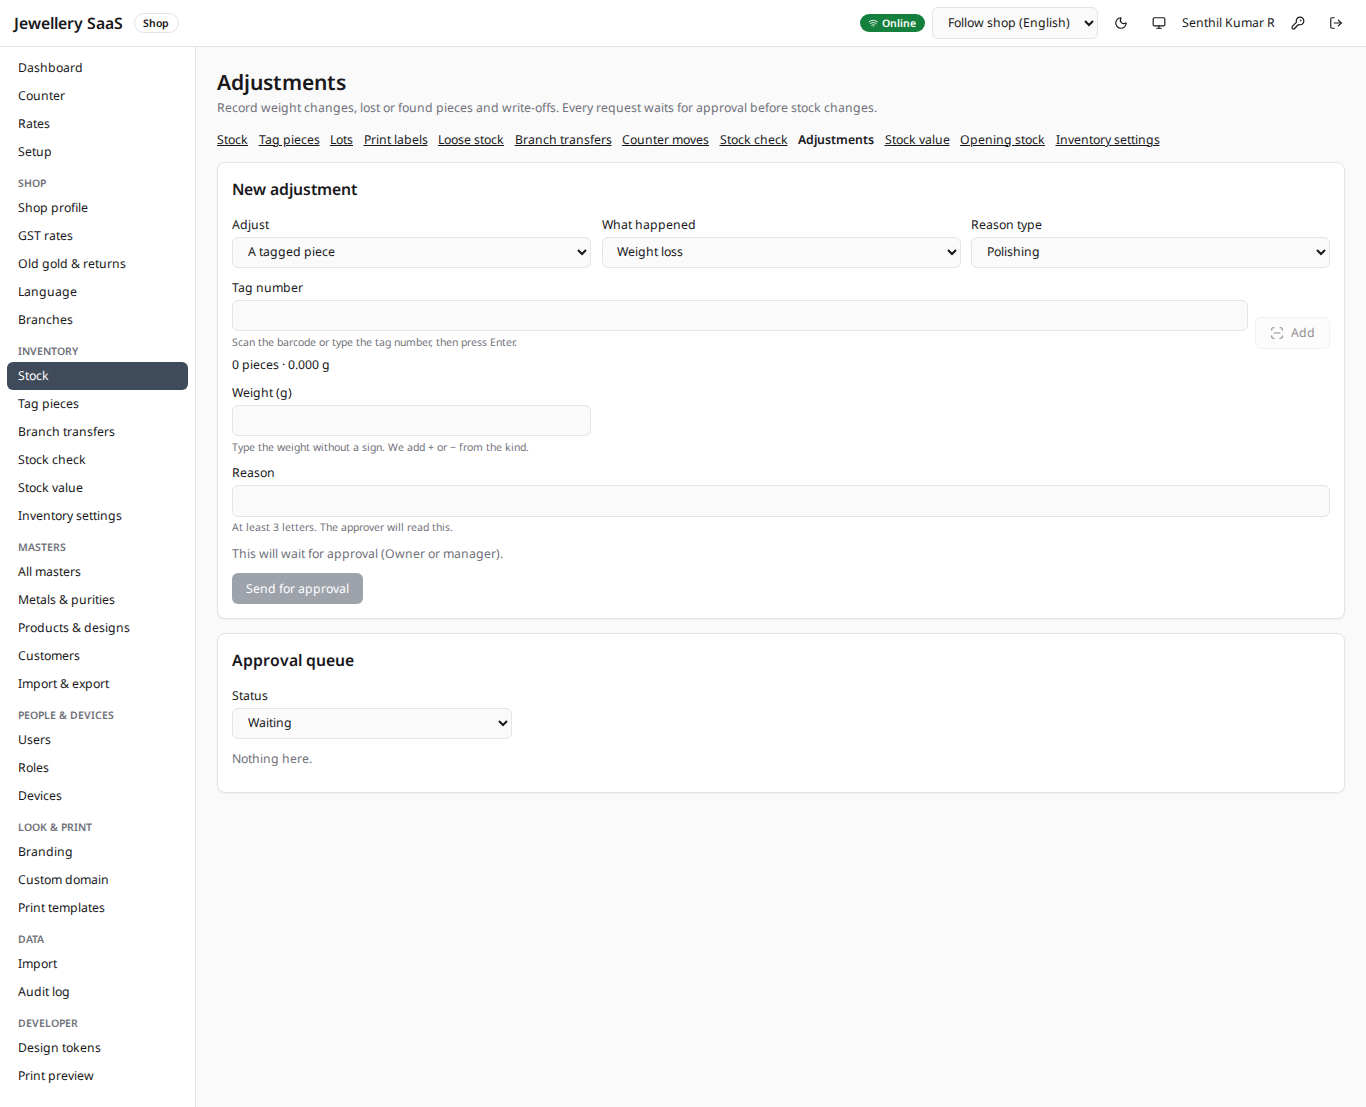 Jewellery SaaS Shop Online Follow shop (English) Senthil Kumar R
Dashboard
Counter
Rates
Setup
SHOP
Shop profile
GST rates
Old gold & returns
Language
Branches
INVENTORY
Stock
Tag pieces
Branch transfers
Stock check
Stock value
Inventory settings
MASTERS
All masters
Metals & purities
Products & designs
Customers
Import & export
PEOPLE & DEVICES
Users
Roles
Devices
LOOK & PRINT
Branding
Custom domain
Print templates
DATA
Import
Audit log
DEVELOPER
Design tokens
Print preview
Adjustments
Record weight changes, lost or found pieces and write-offs. Every request waits for approval before stock changes.
Stock Tag pieces Lots Print labels Loose stock Branch transfers Counter moves Stock check Adjustments Stock value Opening stock Inventory settings
New adjustment
Adjust What happened Reason type
A tagged piece Weight loss Polishing
Tag number
Add
Scan the barcode or type the tag number, then press Enter.
0 pieces · 0.000 g
Weight (g)
Type the weight without a sign. We add + or − from the kind.
Reason
At least 3 letters. The approver will read this.
This will wait for approval (Owner or manager).
Send for approval
Approval queue
Status
Waiting
Nothing here.